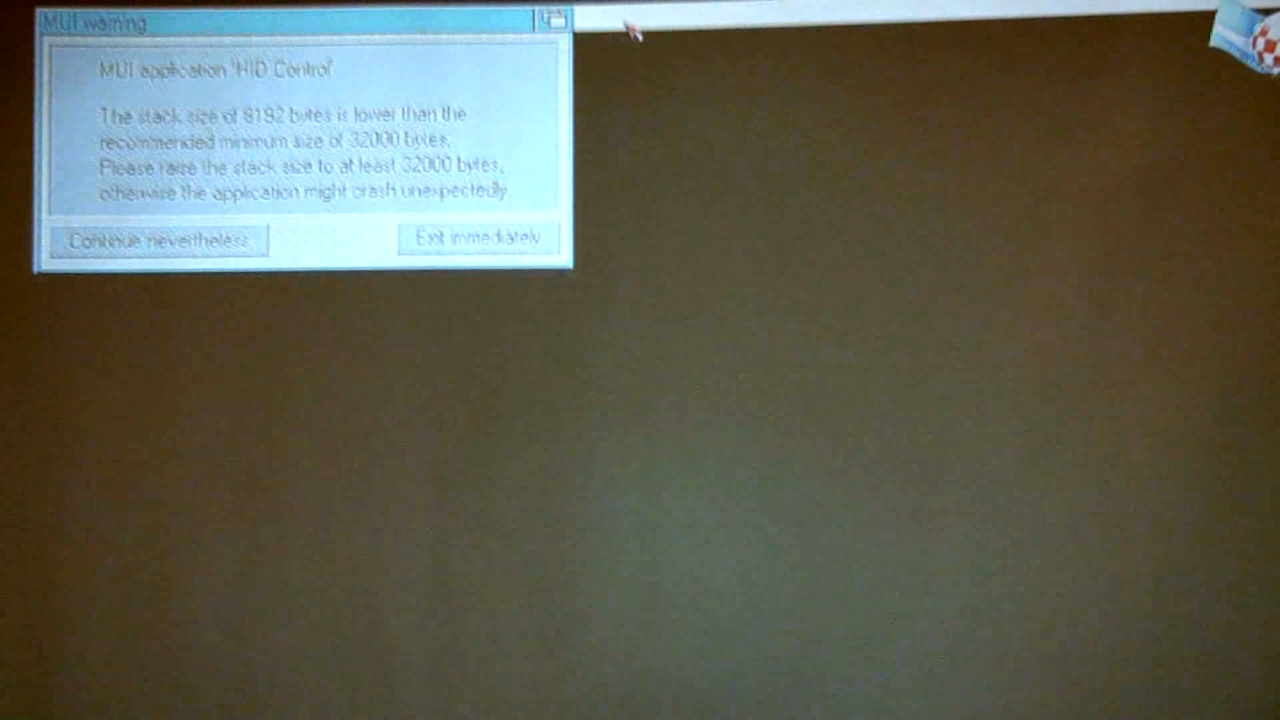 MUI warning
MUI application 'HID Control'
The stack size of 8192 bytes is lower than the
recommended minimum size of 32000 bytes.
Please raise the stack size to at least 32000 bytes,
otherwise the application might crash unexpectedly
Continue nevertheless
Exit immediately